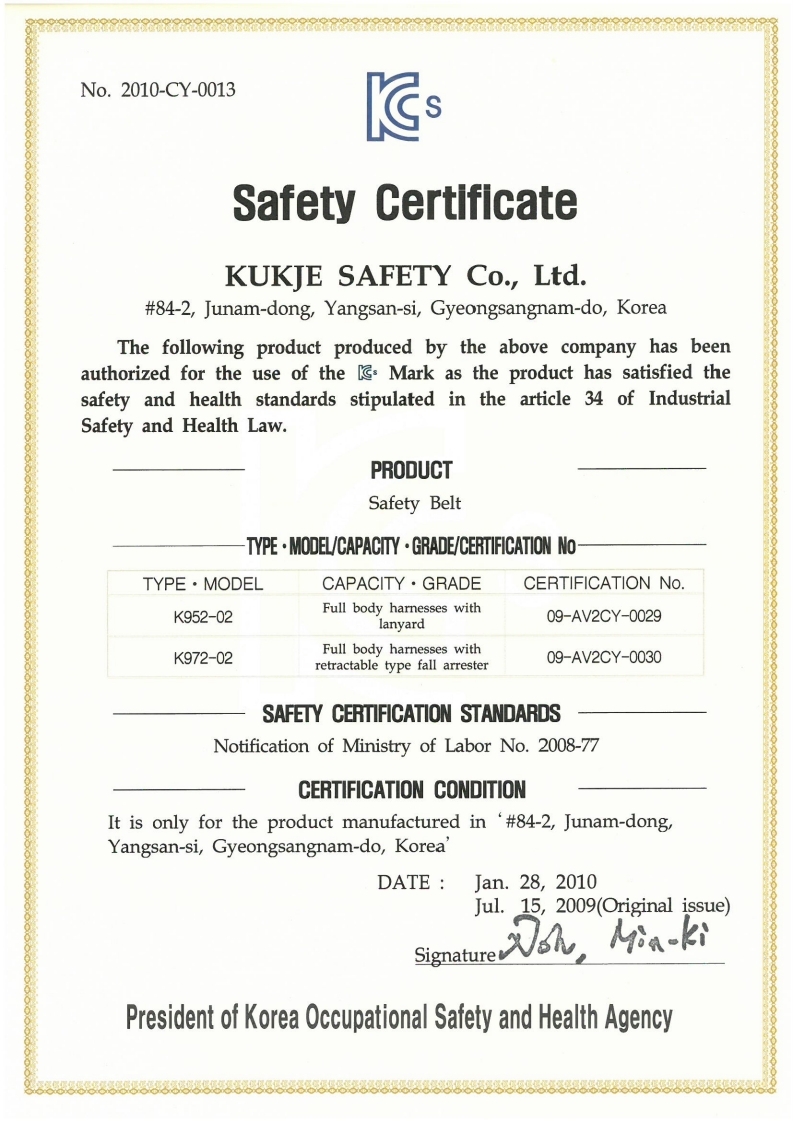 No. 2010-CY-0013
KCs
Safety Certificate
KUKJE SAFETY Co., Ltd.
#84-2, Junam-dong, Yangsan-si, Gyeongsangnam-do, Korea
The following product produced by the above company has been
authorized for the use of the KCs Mark as the product has satisfied the
safety and health standards stipulated in the article 34 of Industrial
Safety and Health Law.
PRODUCT
Safety Belt
TYPE · MODEL/CAPACITY · GRADE/CERTIFICATION No
TYPE · MODEL CAPACITY · GRADE CERTIFICATION No.
K952-02 Full body harnesses with lanyard 09-AV2CY-0029
K972-02 Full body harnesses with retractable type fall arrester 09-AV2CY-0030
SAFETY CERTIFICATION STANDARDS
Notification of Ministry of Labor No. 2008-77
CERTIFICATION CONDITION
It is only for the product manufactured in ‘#84-2, Junam-dong,
Yangsan-si, Gyeongsangnam-do, Korea’
DATE : Jan. 28, 2010
Jul. 15, 2009(Original issue)
Signature Noh, Min-ki
President of Korea Occupational Safety and Health Agency